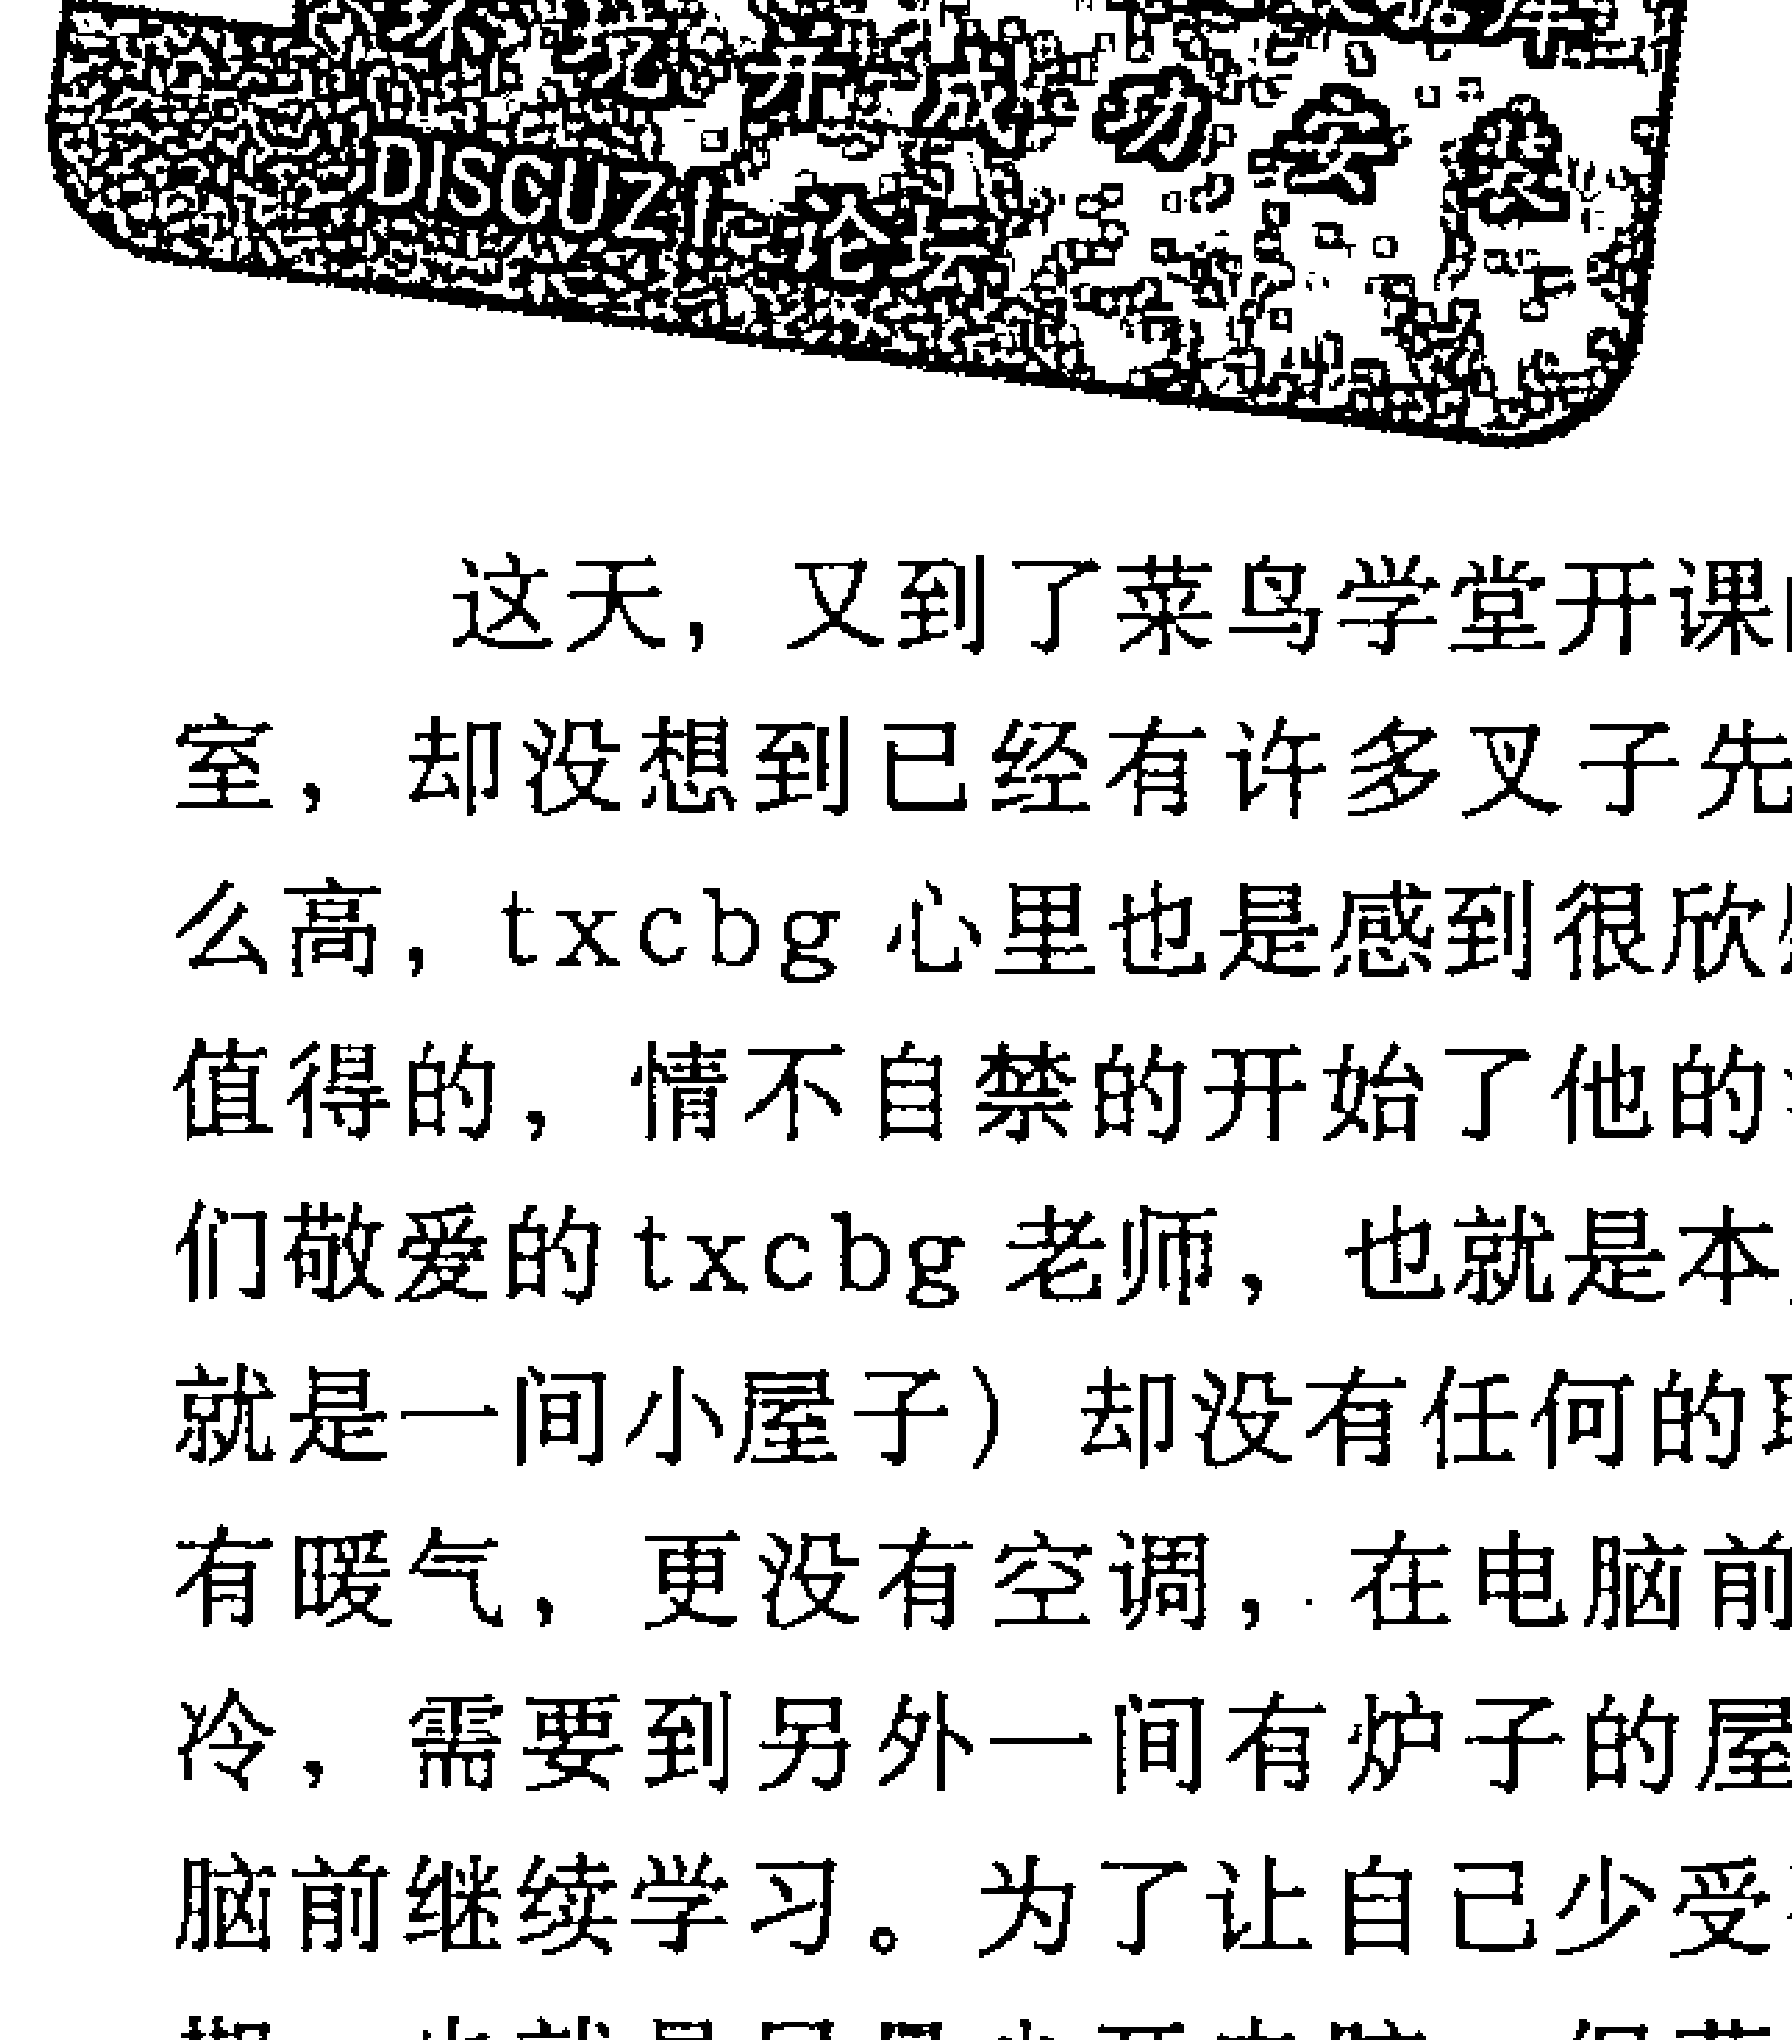 开成功安装
DISCUZ! 论坛
这天，又到了菜鸟学堂开课
室，却没想到已经有许多叉子先
么高，txcbg 心里也是感到很欣
值得的，情不自禁的开始了他的
们敬爱的 txcbg 老师，也就是本
就是一间小屋子）却没有任何的
有暖气，更没有空调，在电脑前
冷，需要到另外一间有炉子的屋
脑前继续学习。为了让自己少受